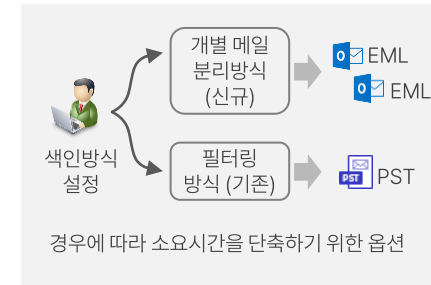 개별 메일
분리방식
(신규)
EML
EML
색인방식
설정
필터링
방식 (기존)
PST
PST
경우에 따라 소요시간을 단축하기 위한 옵션